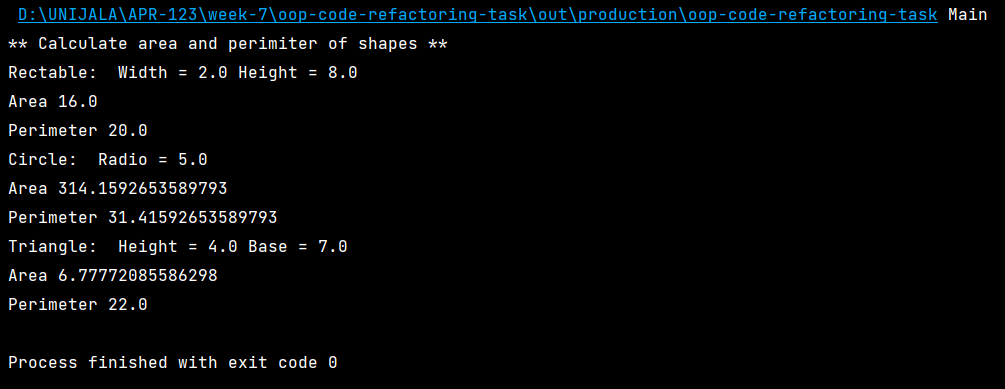 D:\UNIJALA\APR-123\week-7\oop-code-refactoring-task\out\production\oop-code-refactoring-task Main
** Calculate area and perimiter of shapes **
Rectable:  Width = 2.0 Height = 8.0
Area 16.0
Perimeter 20.0
Circle:  Radio = 5.0
Area 314.1592653589793
Perimeter 31.41592653589793
Triangle:  Height = 4.0 Base = 7.0
Area 6.77772085586298
Perimeter 22.0
Process finished with exit code 0